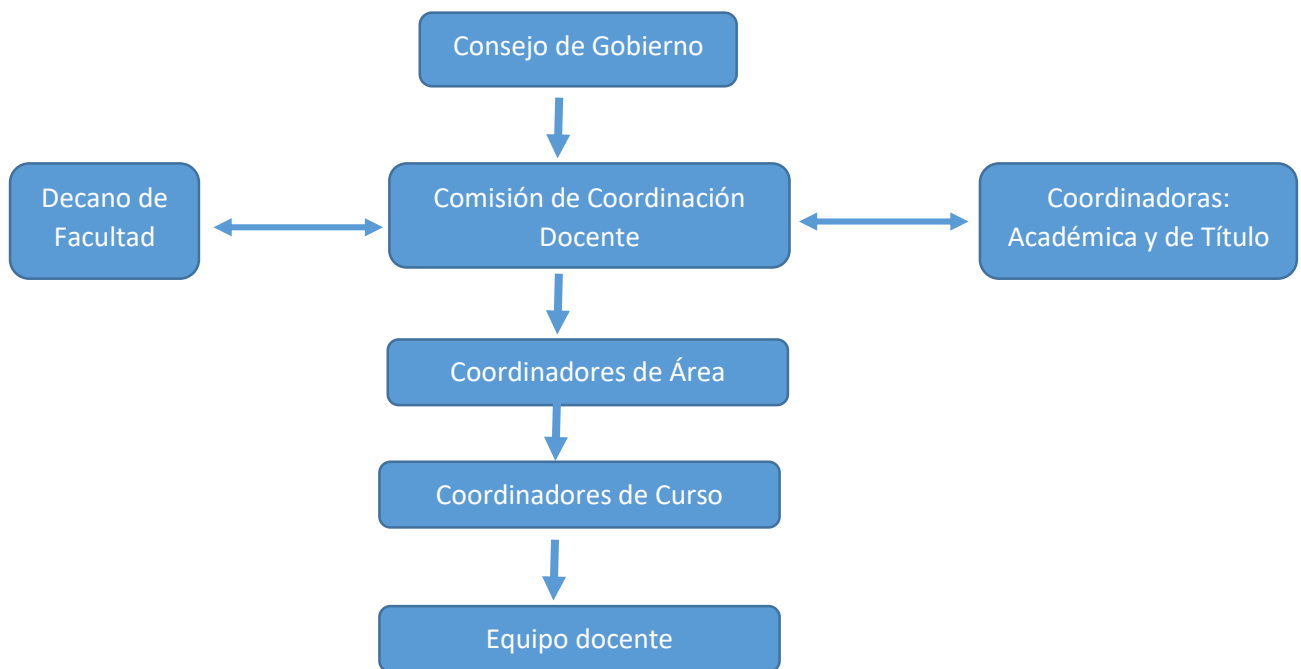 Consejo de Gobierno
Decano de
Facultad
Comisión de Coordinación
Docente
Coordinadoras:
Académica y de Título
Coordinadores de Área
Coordinadores de Curso
Equipo docente